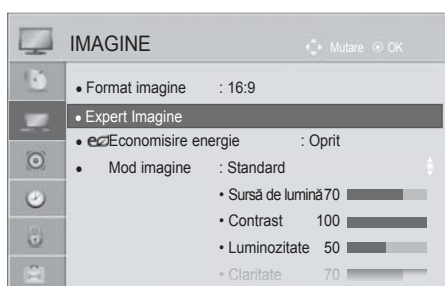 IMAGINE
Mutare OK
• Format imagine : 16:9
• Expert Imagine
• Economisire energie : Oprit
• Mod imagine : Standard
• Sursă de lumină 70
• Contrast 100
• Luminozitate 50
• Claritate 70